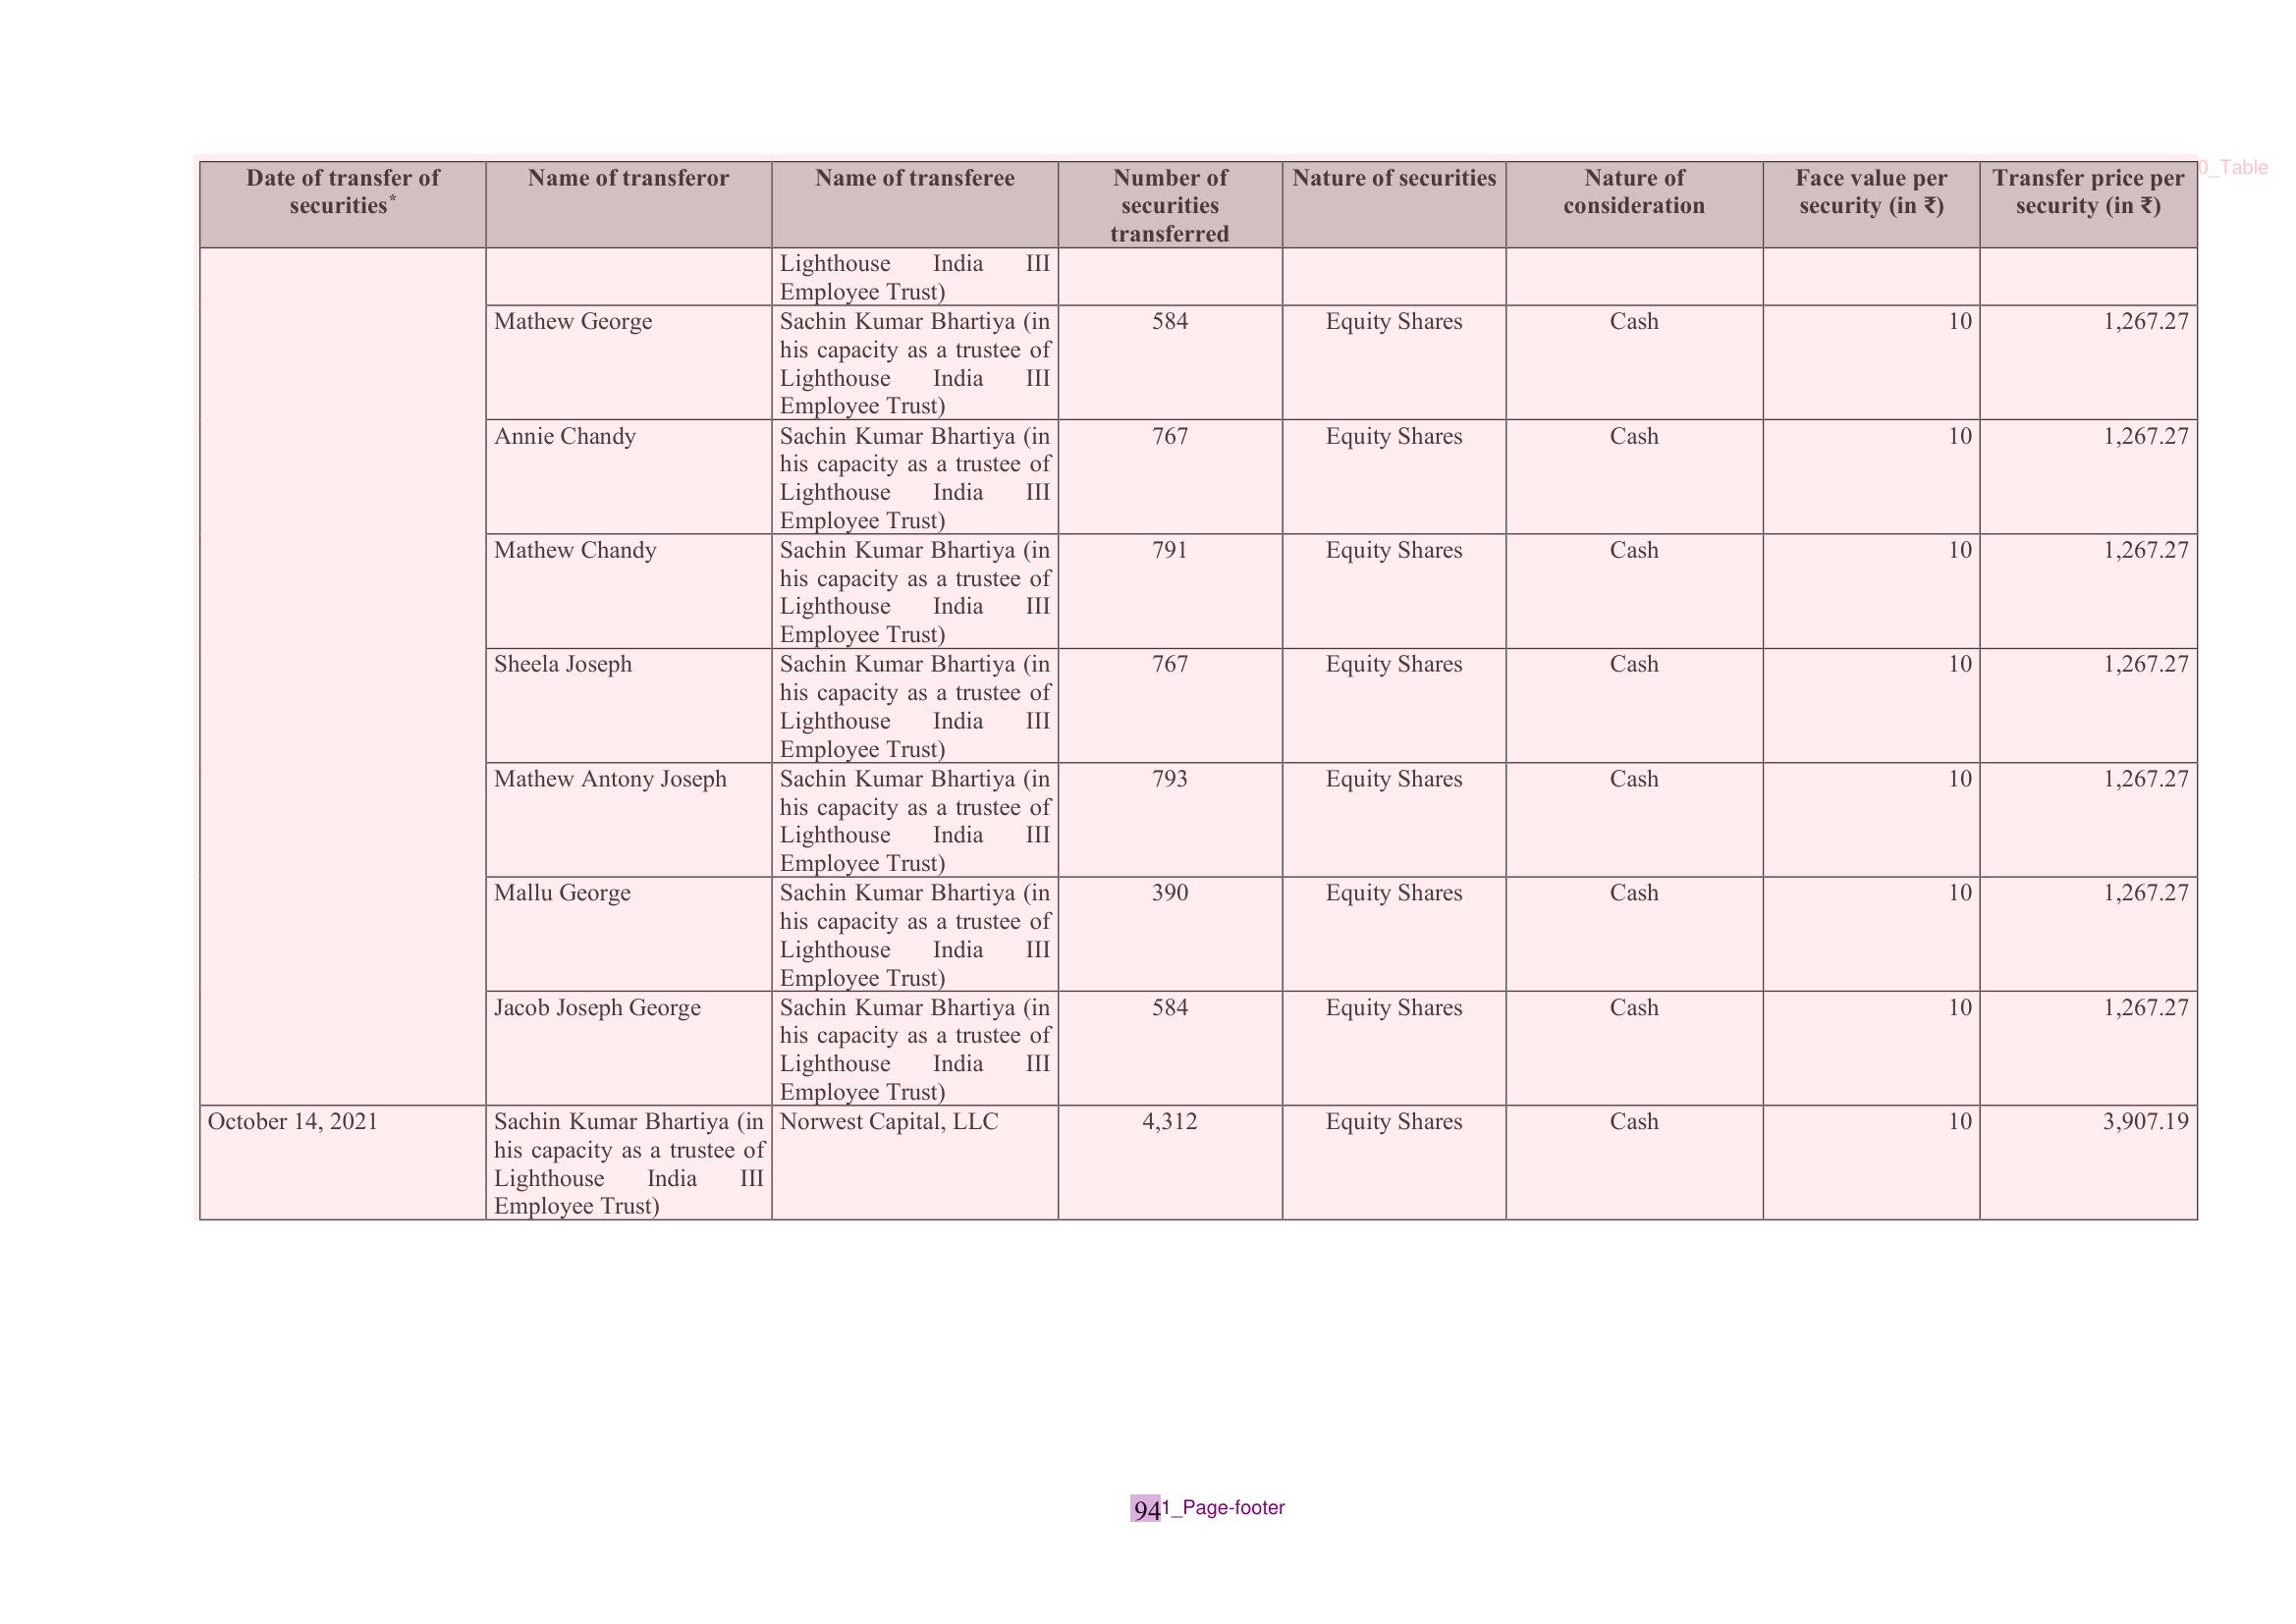 Date of transfer of securities* Name of transferor Name of transferee Number of securities transferred Nature of securities Nature of consideration Face value per security (in ₹) Transfer price per security (in ₹)
0_Table
Lighthouse India III
Employee Trust)
Mathew George Sachin Kumar Bhartiya (in 584 Equity Shares Cash 10 1,267.27
his capacity as a trustee of
Lighthouse India III
Employee Trust)
Annie Chandy Sachin Kumar Bhartiya (in 767 Equity Shares Cash 10 1,267.27
his capacity as a trustee of
Lighthouse India III
Employee Trust)
Mathew Chandy Sachin Kumar Bhartiya (in 791 Equity Shares Cash 10 1,267.27
his capacity as a trustee of
Lighthouse India III
Employee Trust)
Sheela Joseph Sachin Kumar Bhartiya (in 767 Equity Shares Cash 10 1,267.27
his capacity as a trustee of
Lighthouse India III
Employee Trust)
Mathew Antony Joseph Sachin Kumar Bhartiya (in 793 Equity Shares Cash 10 1,267.27
his capacity as a trustee of
Lighthouse India III
Employee Trust)
Mallu George Sachin Kumar Bhartiya (in 390 Equity Shares Cash 10 1,267.27
his capacity as a trustee of
Lighthouse India III
Employee Trust)
Jacob Joseph George Sachin Kumar Bhartiya (in 584 Equity Shares Cash 10 1,267.27
his capacity as a trustee of
Lighthouse India III
Employee Trust)
October 14, 2021 Sachin Kumar Bhartiya (in Norwest Capital, LLC 4,312 Equity Shares Cash 10 3,907.19
his capacity as a trustee of
Lighthouse India III
Employee Trust)
94 1_Page-footer